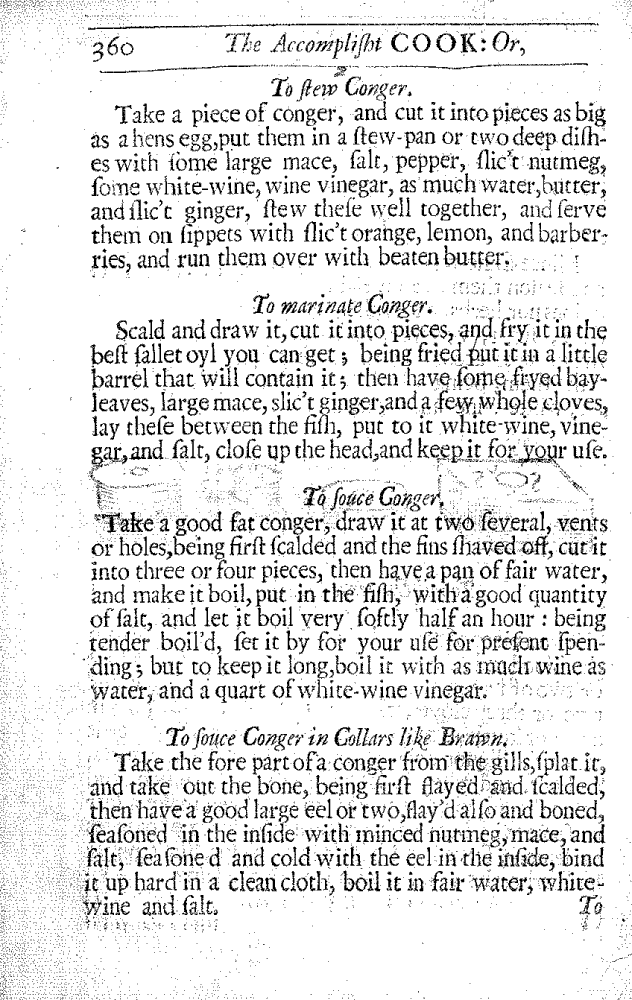 360 The Accompliſht COOK: Or,
To ſtew Conger.
Take a piece of conger, and cut it into pieces as big
as a hens egg, put them in a ſtew-pan or two deep diſh-
es with ſome large mace, ſalt, pepper, ſlic't nutmeg,
ſome white-wine, wine vinegar, as much water, butter,
and ſlic't ginger, ſtew theſe well together, and ſerve
them on ſippets with ſlic't orange, lemon, and barber-
ries, and run them over with beaten butter.
To marinate Conger.
Scald and draw it, cut it into pieces, and fry it in the
beſt ſallet oyl you can get; being fried put it in a little
barrel that will contain it; then have ſome fryed bay-
leaves, large mace, slic't ginger, and a few whole cloves,
lay theſe between the fiſh, put to it white-wine, vine-
gar, and ſalt, cloſe up the head, and keep it for your uſe.
To ſouce Conger.
Take a good fat conger, draw it at two ſeveral, vents
or holes, being firſt ſcalded and the fins ſhaved off, cut it
into three or four pieces, then have a pan of fair water,
and make it boil, put in the fiſh, with a good quantity
of ſalt, and let it boil very ſoftly half an hour: being
tender boil'd, ſet it by for your uſe for preſent ſpen-
ding; but to keep it long, boil it with as much wine as
water, and a quart of white-wine vinegar.
To ſouce Conger in Collars like Brawn.
Take the fore part of a conger from the gills, ſplat it,
and take out the bone, being firſt flayed and ſcalded,
then have a good large eel or two, flay'd alſo and boned,
ſeaſoned in the inſide with minced nutmeg, mace, and
ſalt, ſeaſoned and cold with the eel in the inſide, bind
it up hard in a clean cloth, boil it in fair water, white-
wine and ſalt. To